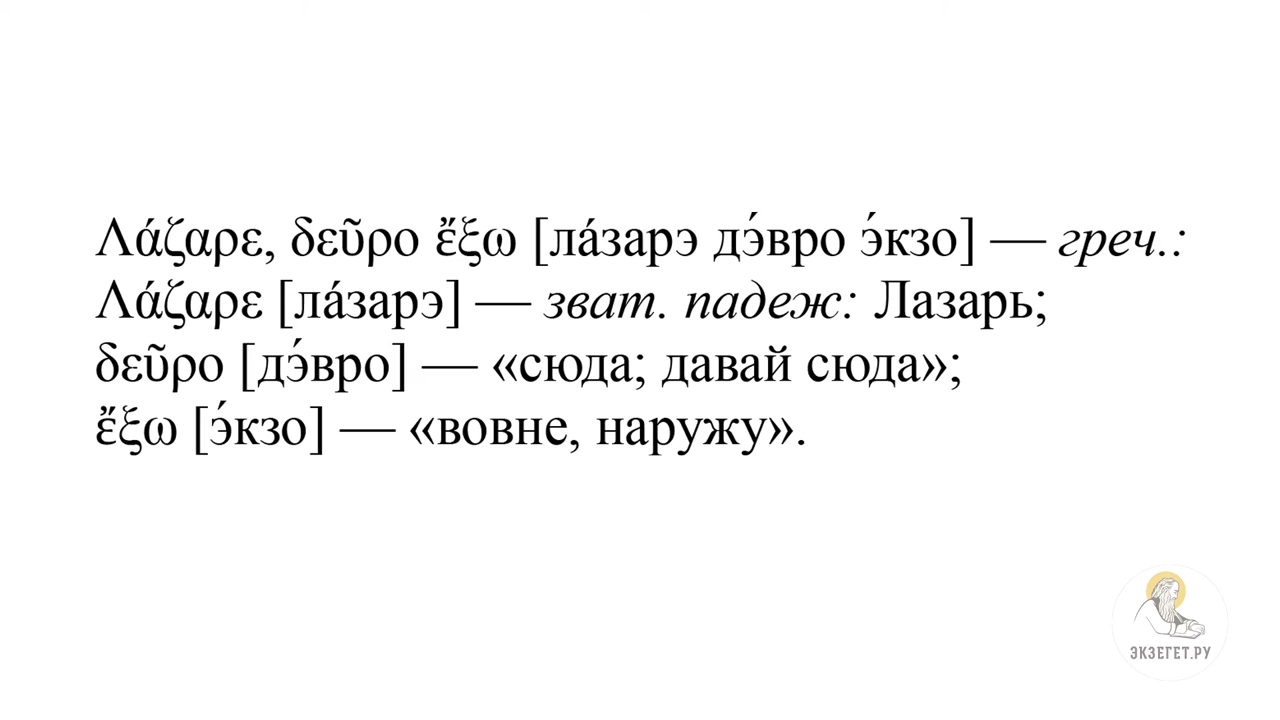 Λάζαρε, δεῦρο ἔξω [ла́зарэ дэ́вро э́кзо] — греч.:
Λάζαρε [ла́зарэ] — зват. падеж: Лазарь;
δεῦρο [дэ́вро] — «сюда; давай сюда»;
ἔξω [э́кзо] — «вовне, наружу».
ЭКЗЕГЕТ.РУ